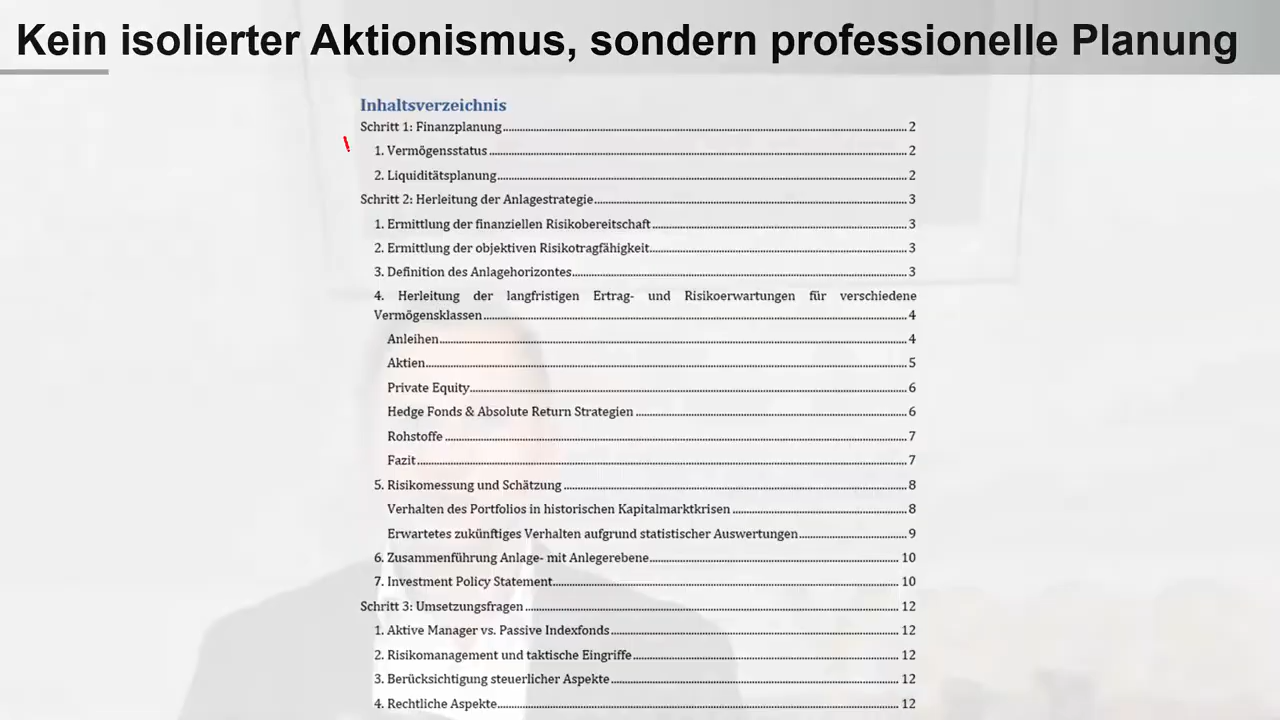 Kein isolierter Aktionismus, sondern professionelle Planung
Inhaltsverzeichnis
Schritt 1: Finanzplanung 2
1. Vermögensstatus 2
2. Liquiditätsplanung 2
Schritt 2: Herleitung der Anlagestrategie 3
1. Ermittlung der finanziellen Risikobereitschaft 3
2. Ermittlung der objektiven Risikotragfähigkeit 3
3. Definition des Anlagehorizontes 3
4. Herleitung der langfristigen Ertrag- und Risikoerwartungen für verschiedene
Vermögensklassen 4
Anleihen 4
Aktien 5
Private Equity 6
Hedge Fonds & Absolute Return Strategien 6
Rohstoffe 7
Fazit 7
5. Risikomessung und Schätzung 8
Verhalten des Portfolios in historischen Kapitalmarktkrisen 8
Erwartetes zukünftiges Verhalten aufgrund statistischer Auswertungen 9
6. Zusammenführung Anlage- mit Anlegerebene 10
7. Investment Policy Statement 10
Schritt 3: Umsetzungsfragen 12
1. Aktive Manager vs. Passive Indexfonds 12
2. Risikomanagement und taktische Eingriffe 12
3. Berücksichtigung steuerlicher Aspekte 12
4. Rechtliche Aspekte 12